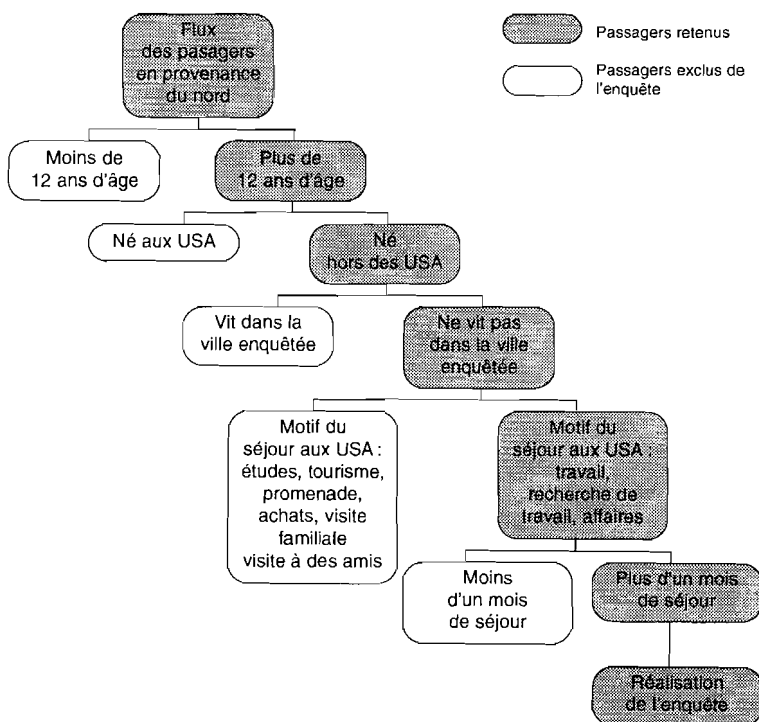 Flux
des pasagers
en provenance
du nord
Passagers retenus
Passagers exclus de
l'enquête
Moins de
12 ans d'âge
Plus de
12 ans d'âge
Né aux USA
Né
hors des USA
Vit dans la
ville enquêtée
Ne vit pas
dans la ville
enquêtée
Motif du
séjour aux USA :
études, tourisme,
promenade,
achats, visite
familiale
visite à des amis
Motif du
séjour aux USA :
travail,
recherche de
travail, affaires
Moins
d'un mois
de séjour
Plus d'un mois
de séjour
Réalisation
de l'enquête